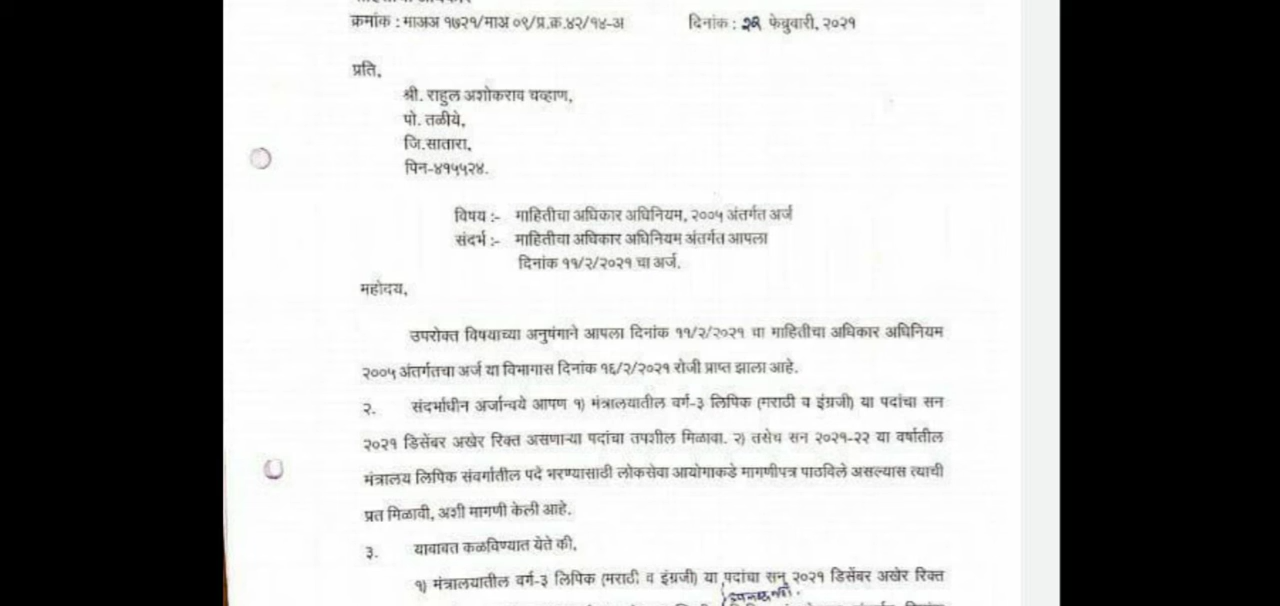 क्रमांक : माअअ १७२१/माअ ०९/प्र.क्र.४२/१४-अ दिनांक : २२ फेब्रुवारी, २०२१
प्रति,
श्री. राहुल अशोकराव चव्हाण,
पो. तळीये,
जि.सातारा,
पिन-४१५५२४.
विषय :- माहितीचा अधिकार अधिनियम, २००५ अंतर्गत अर्ज
संदर्भ :- माहितीचा अधिकार अधिनियम अंतर्गत आपला
दिनांक ११/२/२०२१ चा अर्ज.
महोदय,
उपरोक्त विषयाच्या अनुषंगाने आपला दिनांक ११/२/२०२१ चा माहितीचा अधिकार अधिनियम
२००५ अंतर्गतचा अर्ज या विभागास दिनांक १६/२/२०२१ रोजी प्राप्त झाला आहे.
२. संदर्भाधीन अर्जान्वये आपण १) मंत्रालयातील वर्ग-३ लिपिक (मराठी व इंग्रजी) या पदांचा सन
२०२१ डिसेंबर अखेर रिक्त असणाऱ्या पदांचा तपशील मिळावा. २) तसेच सन २०२१-२२ या वर्षातील
मंत्रालय लिपिक संवर्गातील पदे भरण्यासाठी लोकसेवा आयोगाकडे मागणीपत्र पाठविले असल्यास त्याची
प्रत मिळावी, अशी मागणी केली आहे.
३. याबाबत कळविण्यात येते की,
१) मंत्रालयातील वर्ग-३ लिपिक (मराठी व इंग्रजी) या पदांचा सन २०२१ डिसेंबर अखेर रिक्त